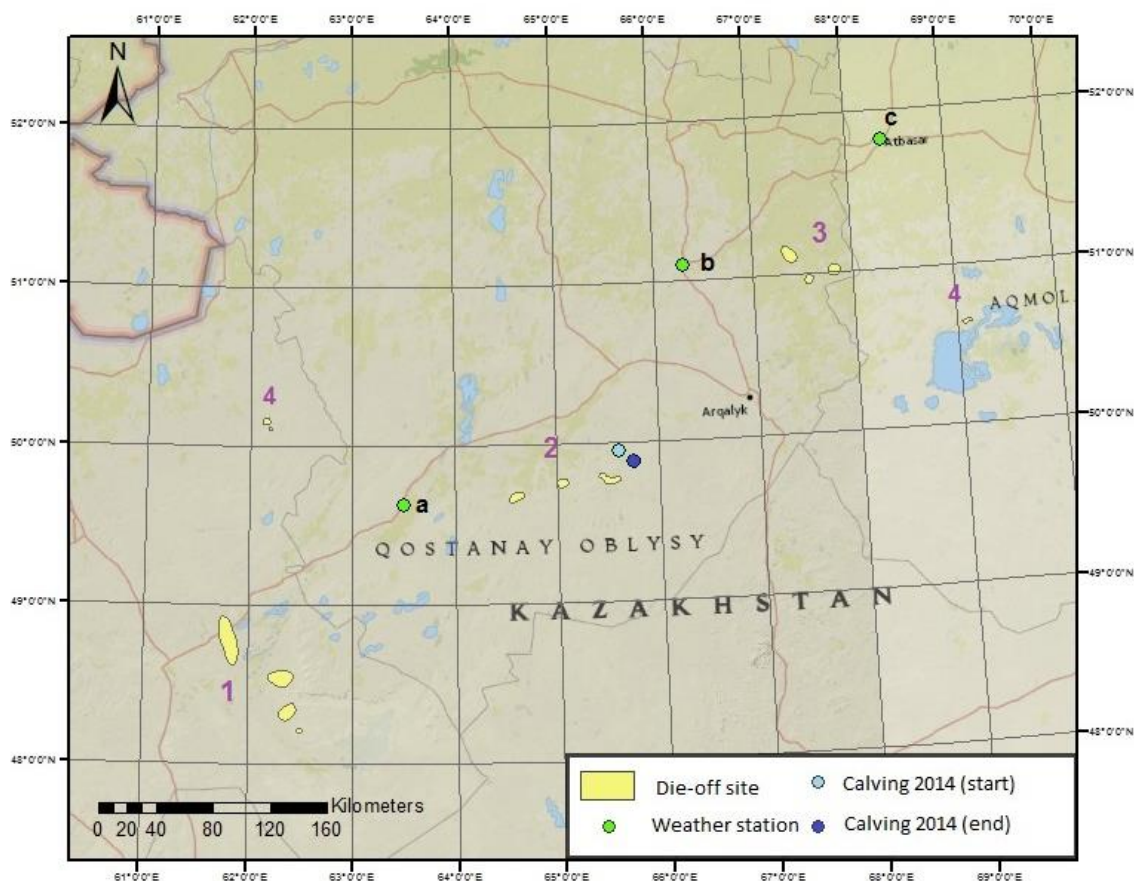 61°0'0"E 62°0'0"E 63°0'0"E 64°0'0"E 65°0'0"E 66°0'0"E 67°0'0"E 68°0'0"E 69°0'0"E 70°0'0"E
N
52°0'0"N
52°0'0"N
c
Atbasar
3
51°0'0"N
51°0'0"N
b
4
AQMOL
4
Arqalyk
50°0'0"N
50°0'0"N
2
a
QOSTANAY OBLYSY
49°0'0"N
49°0'0"N
KAZAKHSTAN
1
48°0'0"N
48°0'0"N
Kilometers
0 20 40 80 120 160
Die-off site
Calving 2014 (start)
Weather station
Calving 2014 (end)
61°0'0"E 62°0'0"E 63°0'0"E 64°0'0"E 65°0'0"E 66°0'0"E 67°0'0"E 68°0'0"E 69°0'0"E